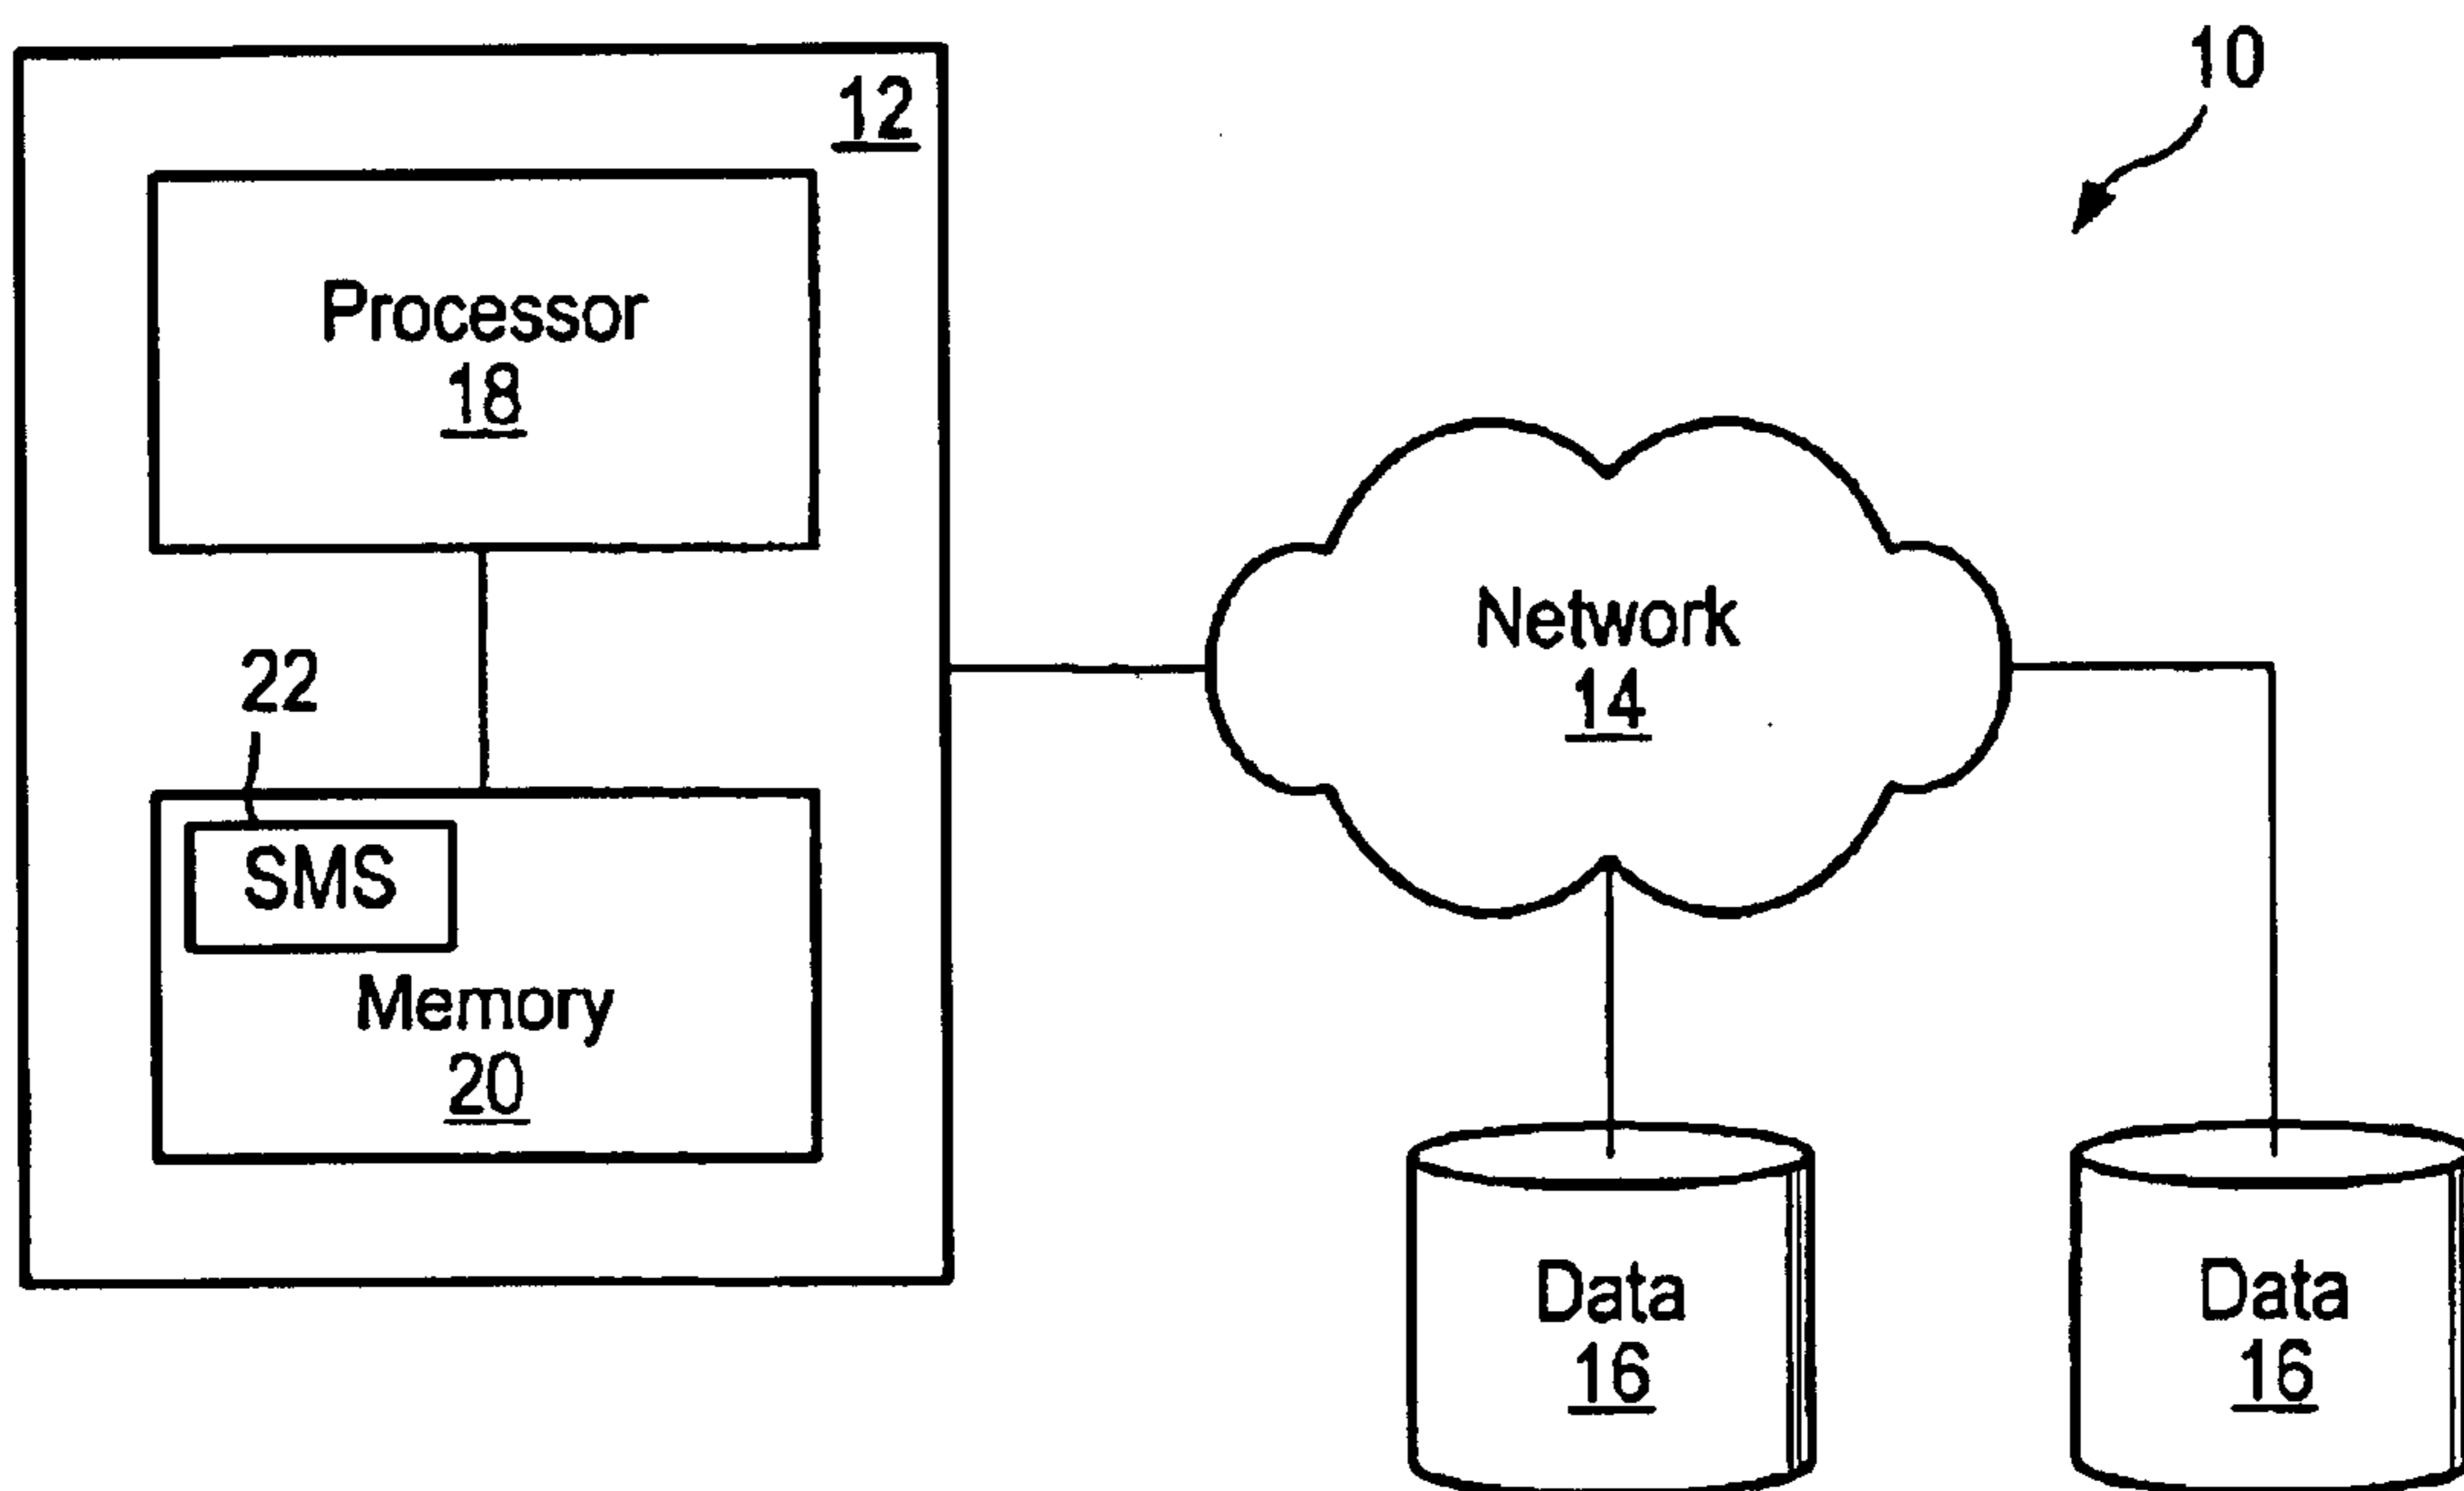 10
12
Processor
18
22
SMS
Memory
20
Network
14
Data
16
Data
16